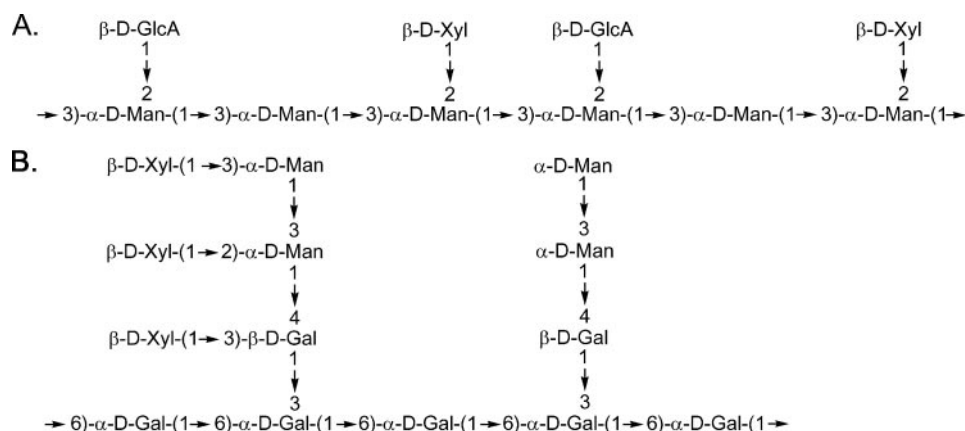 A.
β-D-GlcA β-D-Xyl β-D-GlcA β-D-Xyl
1 1 1 1
2 2 2 2
→ 3)-α-D-Man-(1→ 3)-α-D-Man-(1→ 3)-α-D-Man-(1→ 3)-α-D-Man-(1→ 3)-α-D-Man-(1→ 3)-α-D-Man-(1→
B.
β-D-Xyl-(1→3)-α-D-Man α-D-Man
1 1
3 3
β-D-Xyl-(1→2)-α-D-Man α-D-Man
1 1
4 4
β-D-Xyl-(1→3)-β-D-Gal β-D-Gal
1 1
3 3
→ 6)-α-D-Gal-(1→ 6)-α-D-Gal-(1→ 6)-α-D-Gal-(1→ 6)-α-D-Gal-(1→ 6)-α-D-Gal-(1→